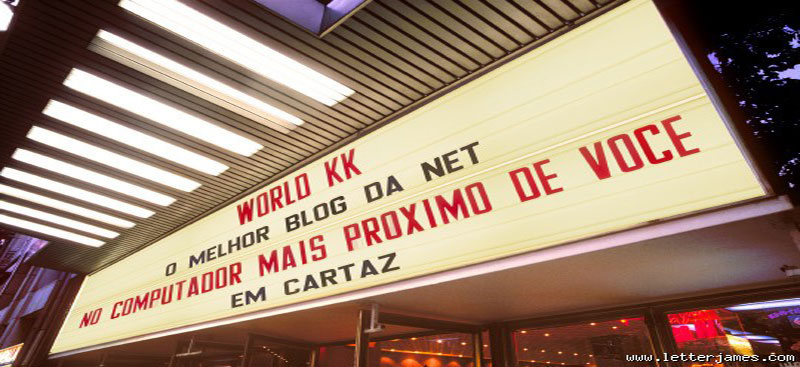 WORLD KK
O MELHOR BLOG DA NET
NO COMPUTADOR MAIS PROXIMO DE VOCE
EM CARTAZ
www.letterjames.com